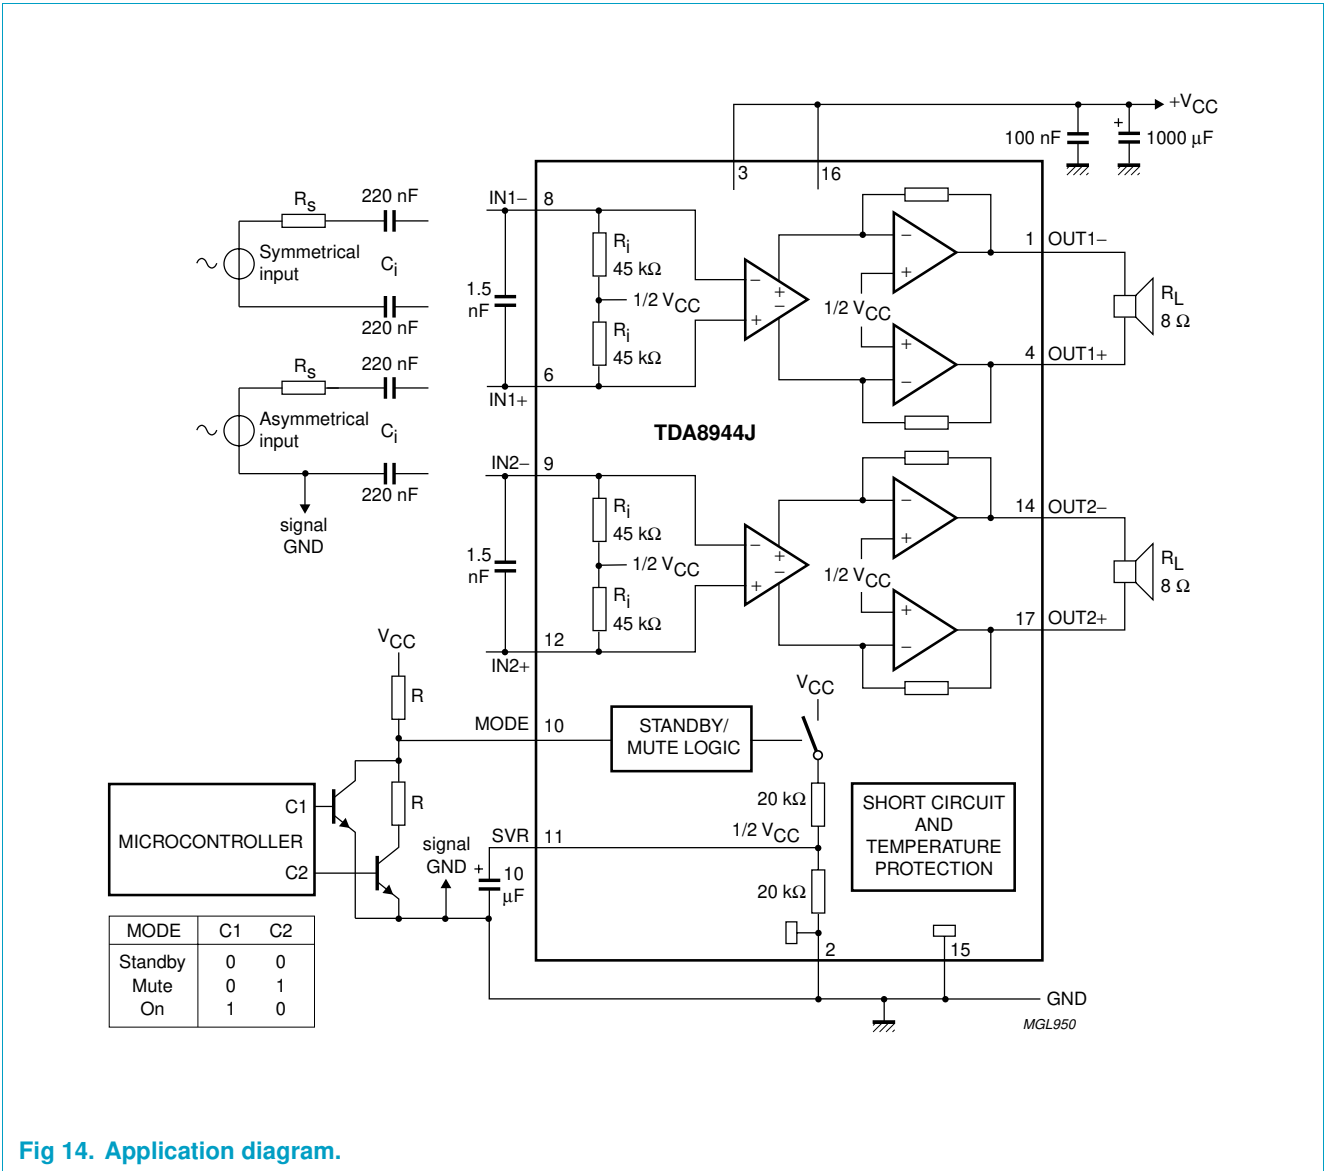 +VCC
100 nF
+
1000 μF
3
16
Rs
220 nF
IN1−
8
Symmetrical
input
Ci
220 nF
1.5
nF
Ri
45 kΩ
1/2 VCC
Ri
45 kΩ
−
+
−
+
−
+
1/2 VCC
+
−
1
OUT1−
RL
8 Ω
4
OUT1+
Rs
220 nF
6
IN1+
Asymmetrical
input
Ci
220 nF
signal
GND
TDA8944J
IN2−
9
1.5
nF
Ri
45 kΩ
1/2 VCC
Ri
45 kΩ
12
IN2+
−
+
−
+
−
+
1/2 VCC
+
−
14
OUT2−
RL
8 Ω
17
OUT2+
VCC
R
MODE
10
STANDBY/
MUTE LOGIC
VCC
20 kΩ
1/2 VCC
20 kΩ
SHORT CIRCUIT
AND
TEMPERATURE
PROTECTION
MICROCONTROLLER
C1
C2
R
signal
GND
SVR
11
+
10
μF
2
15
GND
MGL950
MODE C1 C2
Standby 0 0
Mute 0 1
On 1 0
Fig 14. Application diagram.